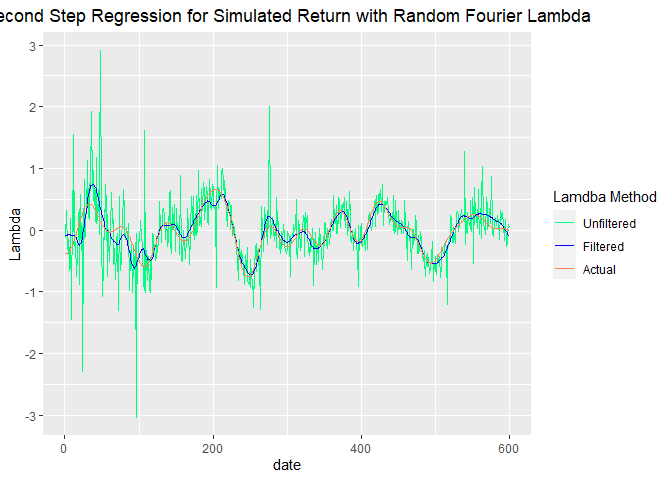 econd Step Regression for Simulated Return with Random Fourier Lambda
3
2
1
0
-1
-2
-3
Lambda
0
200
400
600
date
Lamdba Method
Unfiltered
Filtered
Actual